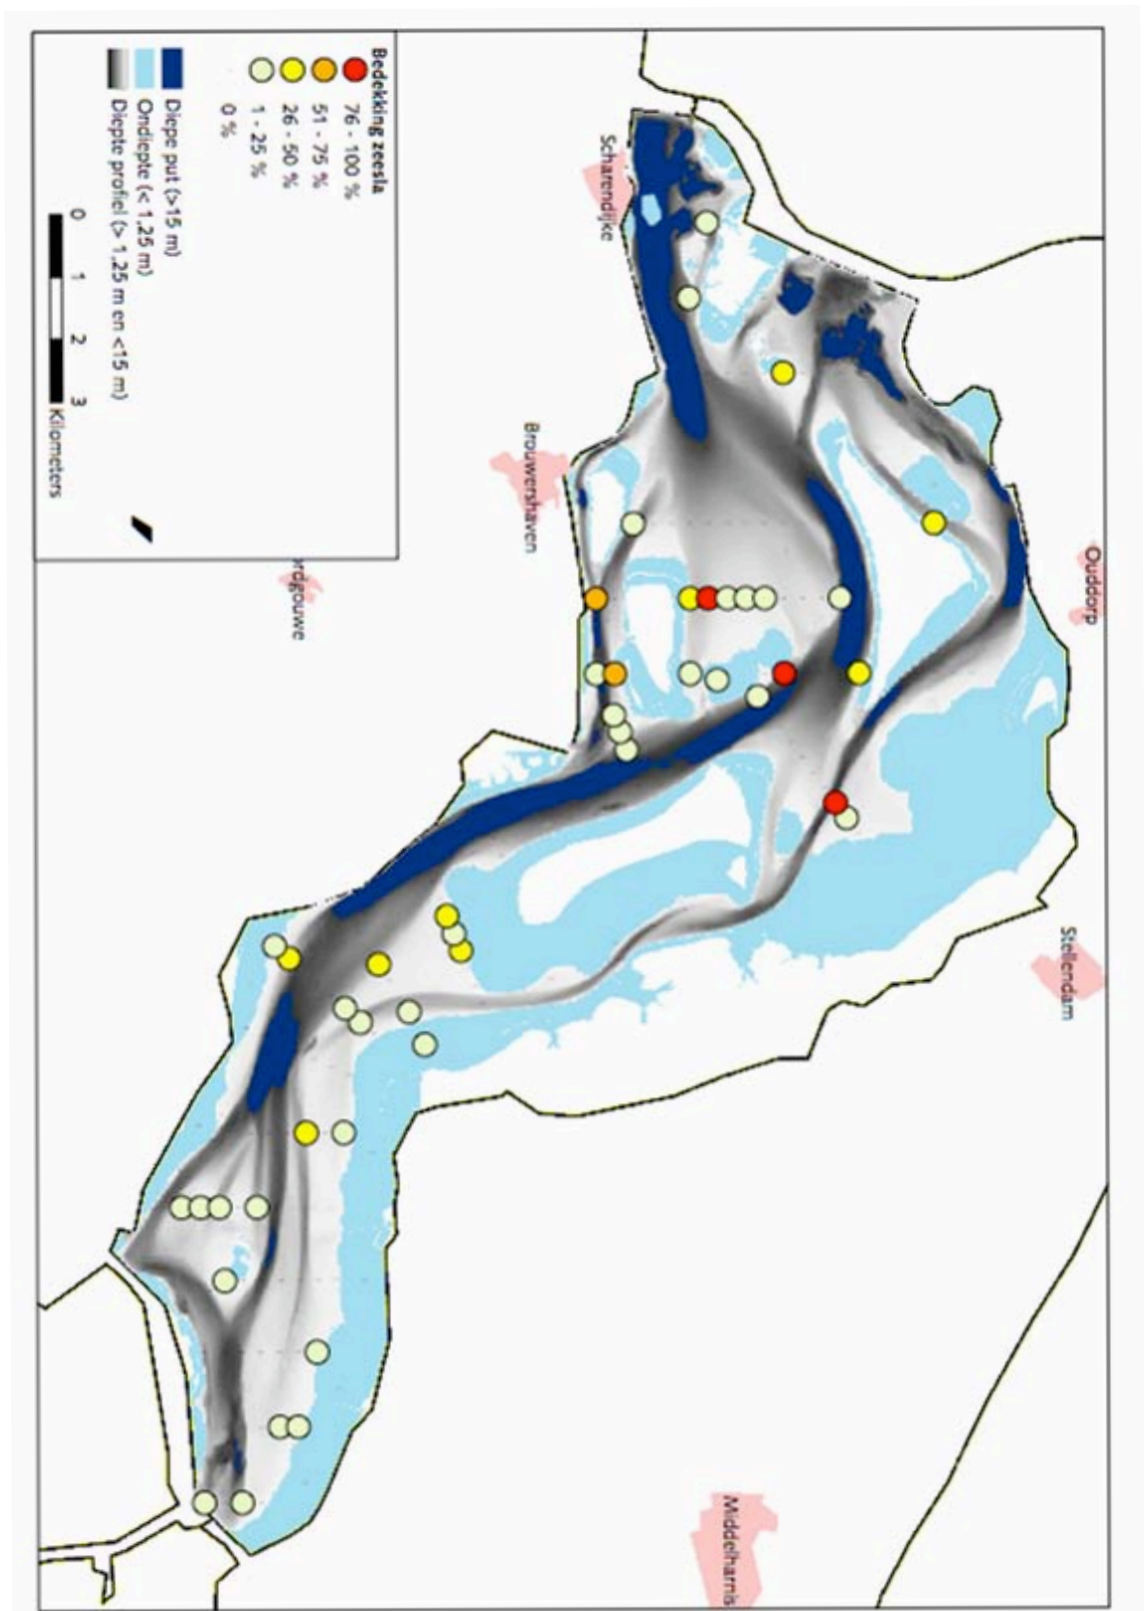 Bedekking zeesla
76 - 100 %
51 - 75 %
26 - 50 %
1 - 25 %
0 %
Diepe put (>15 m)
Ondiepte (< 1,25 m)
Diepte profiel (> 1,25 m en <15 m)
0 1 2 3
Kilometers
Ouddorp
Stellendam
Middelharnis
Scharendijke
Brouwershaven
ordgouwe